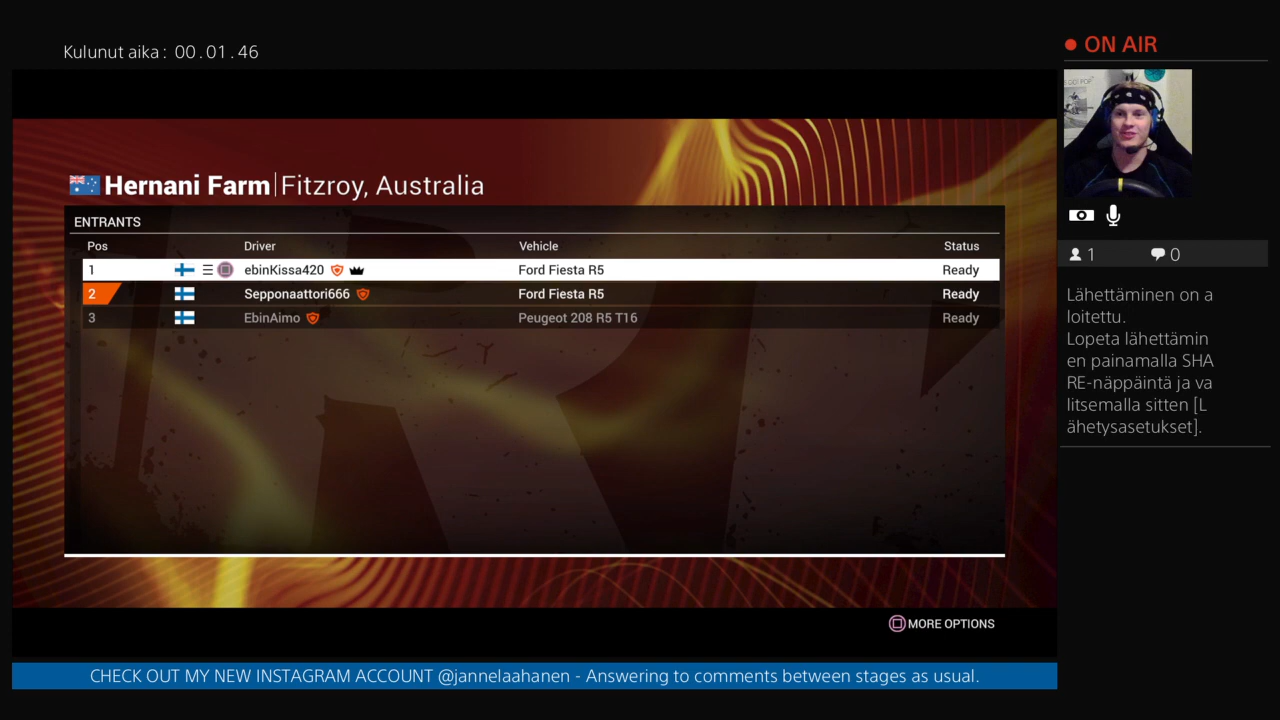 Kulunut aika : 00.01.46
ON AIR
Hernani Farm | Fitzroy, Australia
ENTRANTS
Pos Driver Vehicle Status
1 ebinKissa420 Ford Fiesta R5 Ready
2 Sepponaattori666 Ford Fiesta R5 Ready
3 EbinAimo Peugeot 208 R5 T16 Ready
MORE OPTIONS
CHECK OUT MY NEW INSTAGRAM ACCOUNT @jannelaahanen - Answering to comments between stages as usual.
1 0
Lähettäminen on a
loitettu.
Lopeta lähettämin
en painamalla SHA
RE-näppäintä ja va
litsemalla sitten [L
ähetysasetukset].